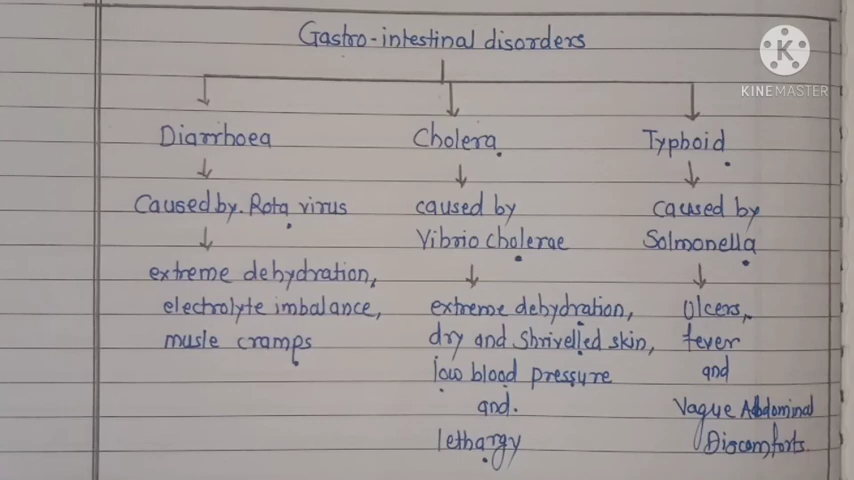 Gastro-intestinal disorders
KINEMASTER
Diarrhoea
Caused by. Rota virus
extreme dehydration,
electrolyte imbalance,
musle cramps
Cholera
caused by
Vibrio cholerae
extreme dehydration,
dry and Shrivelled skin,
low blood pressure
and.
lethargy
Typhoid
caused by
Salmonella
Ulcers,
fever
and
Vague Abdominal
Discomforts.